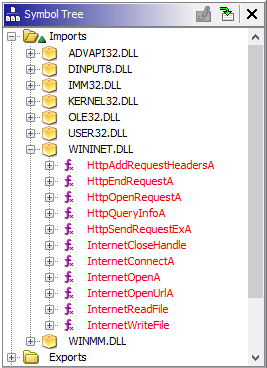 Symbol Tree
Imports
ADVAPI32.DLL
DINPUT8.DLL
IMM32.DLL
KERNEL32.DLL
OLE32.DLL
USER32.DLL
WININET.DLL
HttpAddRequestHeadersA
HttpEndRequestA
HttpOpenRequestA
HttpQueryInfoA
HttpSendRequestExA
InternetCloseHandle
InternetConnectA
InternetOpenA
InternetOpenUrlA
InternetReadFile
InternetWriteFile
WINMM.DLL
Exports